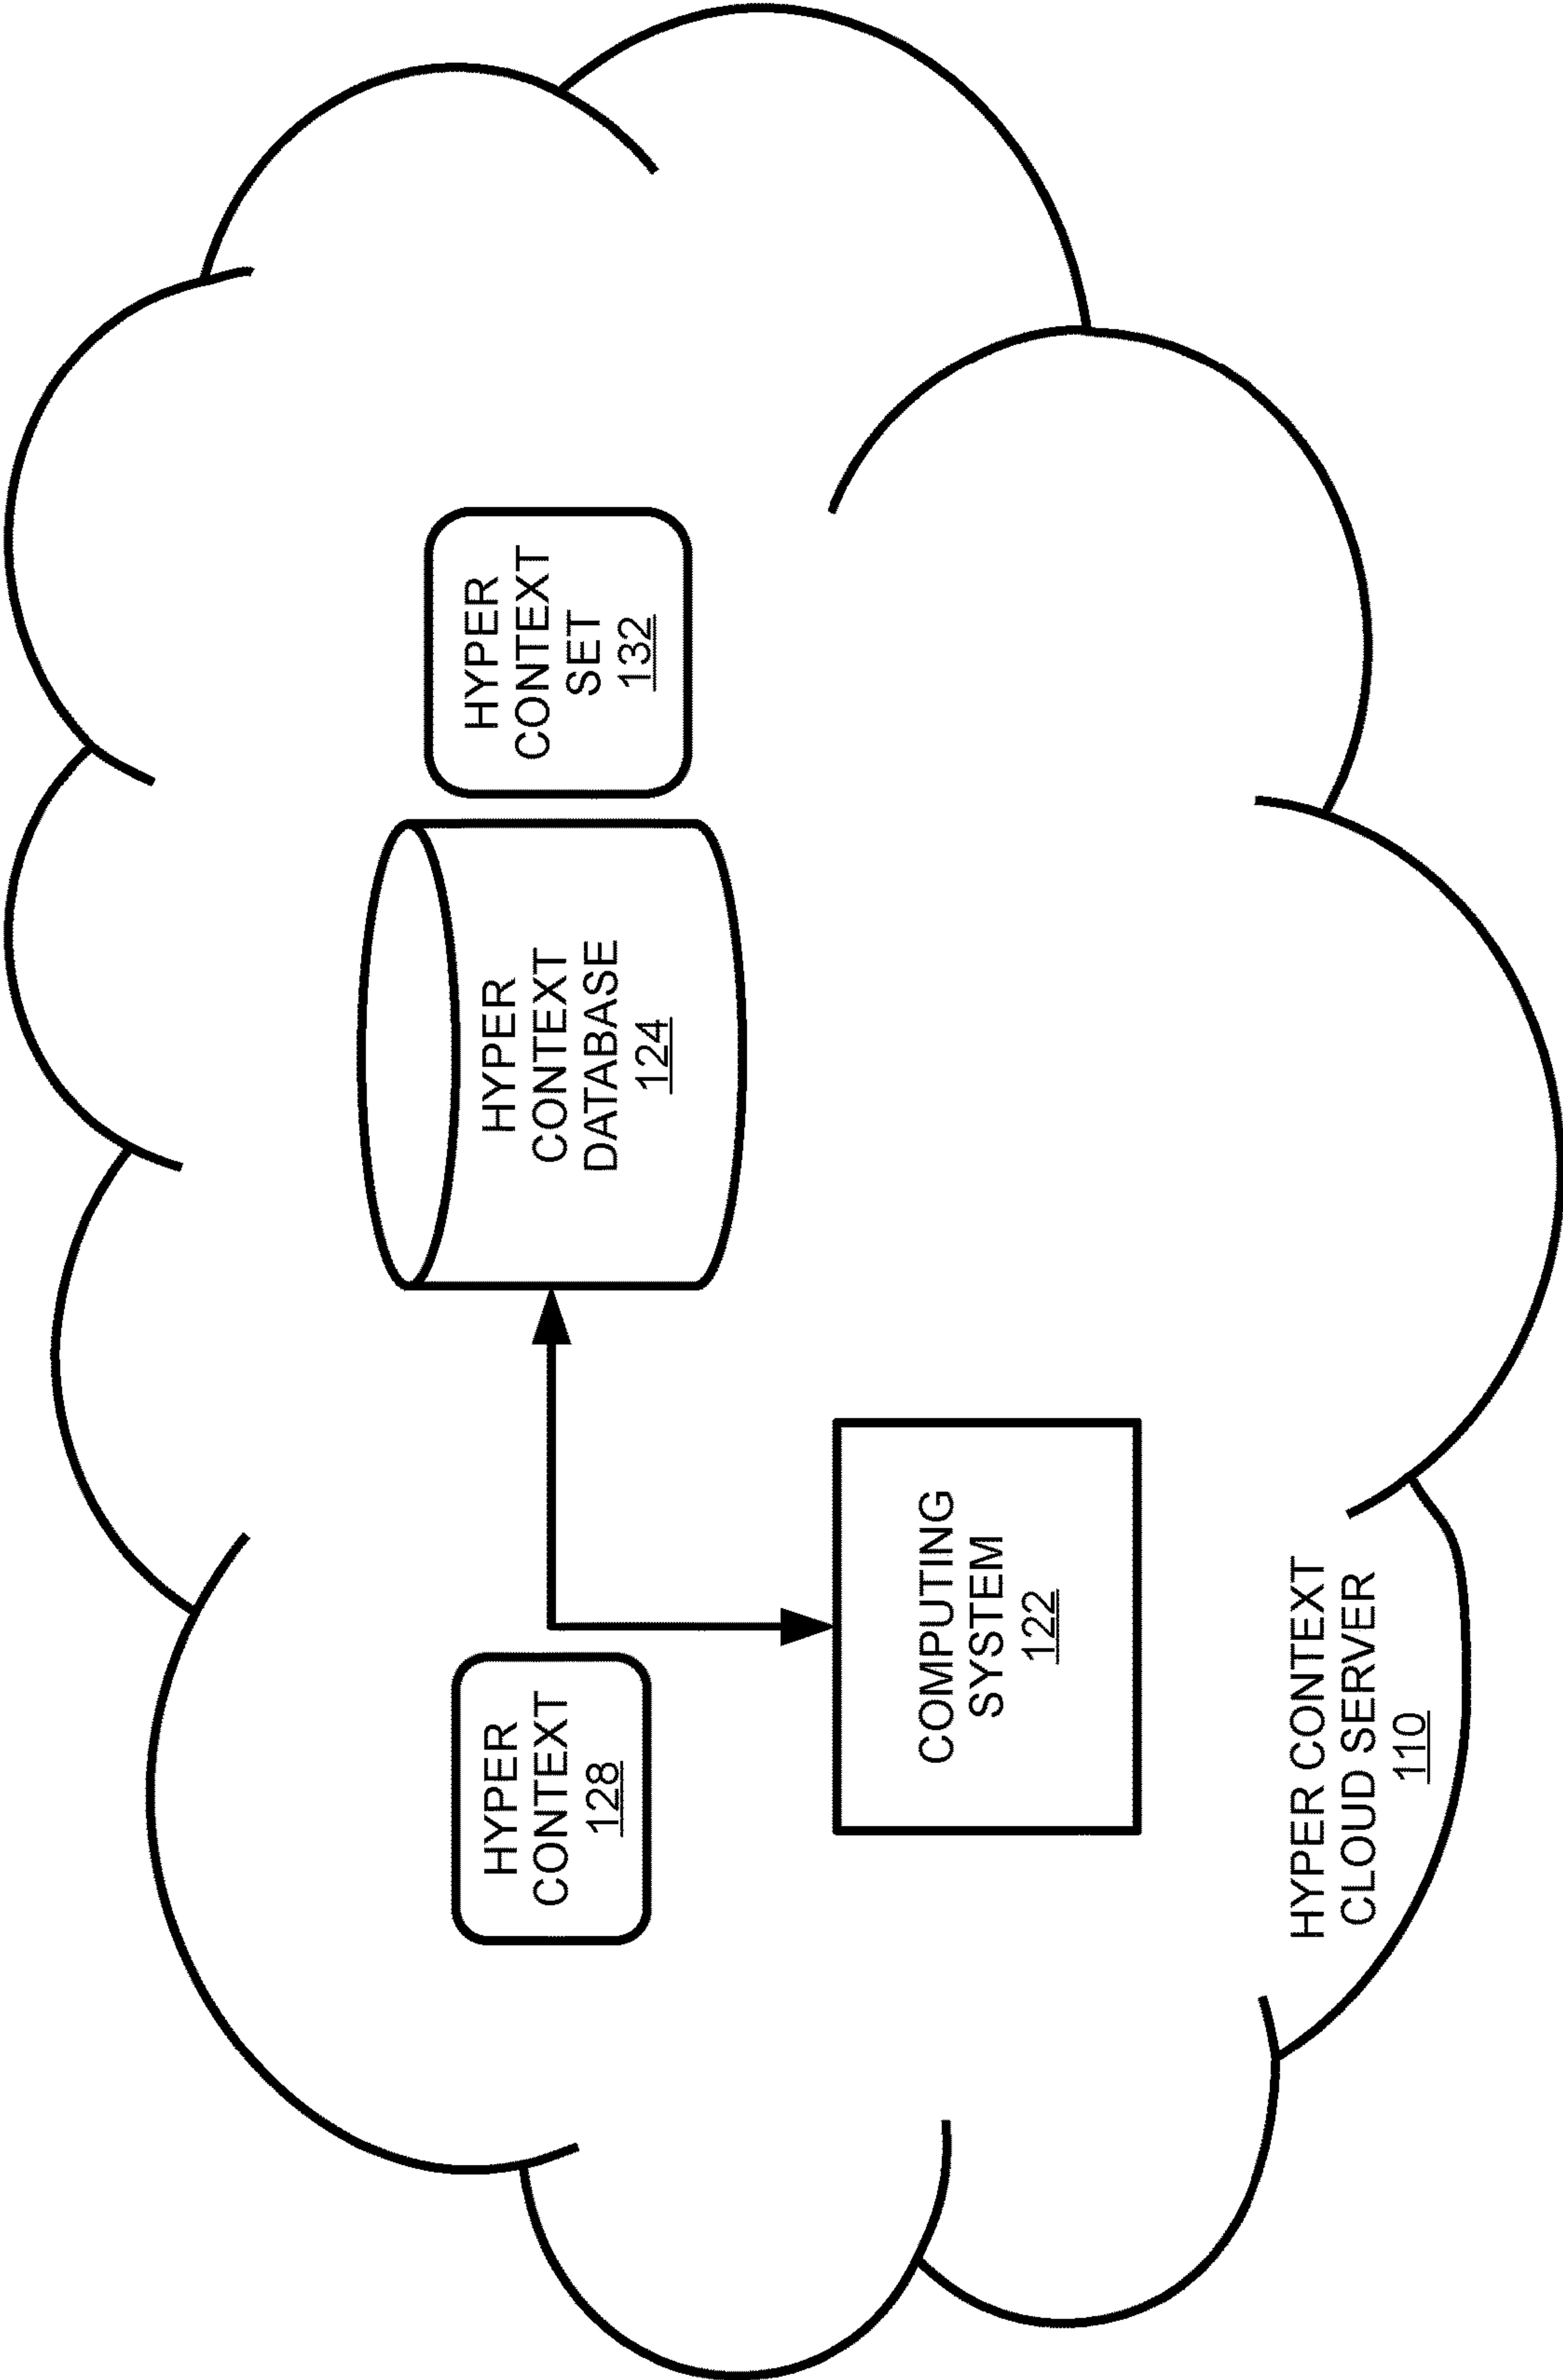 HYPER
CONTEXT
128
HYPER
CONTEXT
DATABASE
124
HYPER
CONTEXT
SET
132
COMPUTING
SYSTEM
122
HYPER CONTEXT
CLOUD SERVER
110